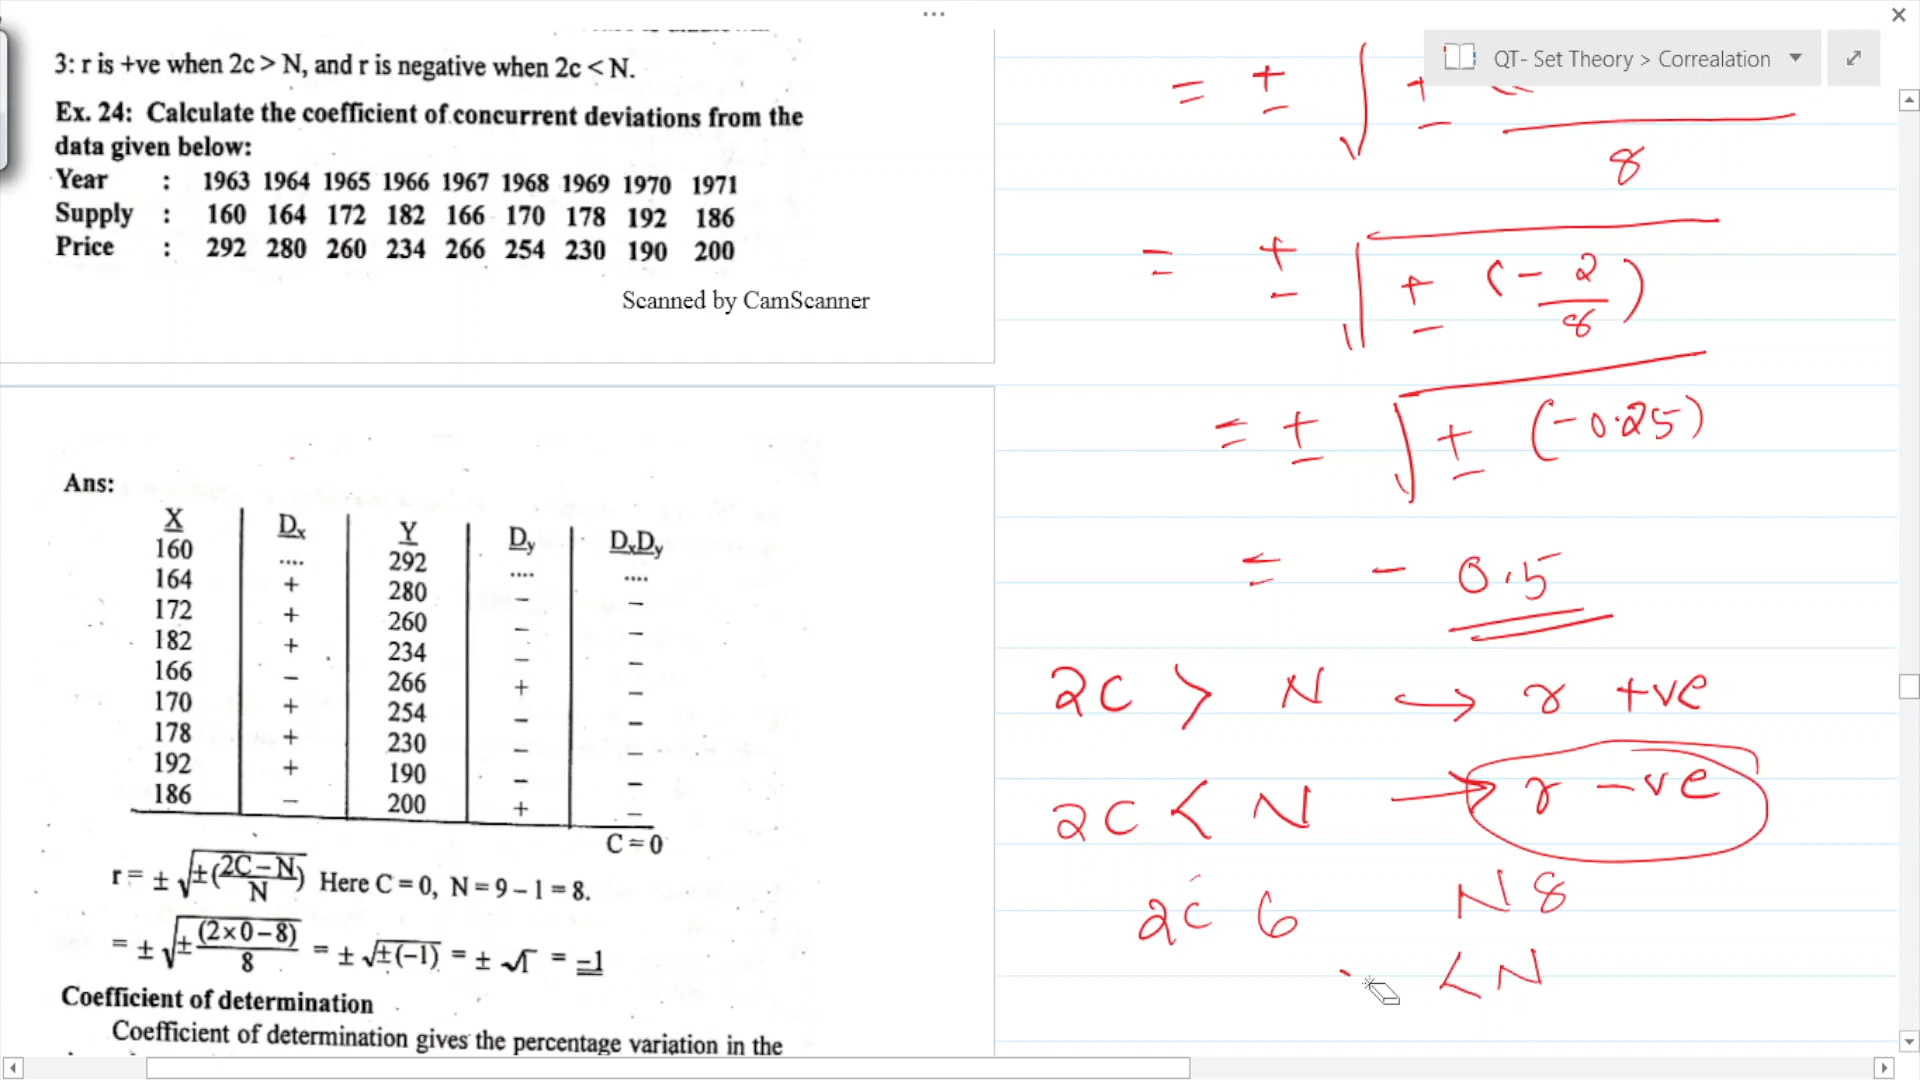 QT- Set Theory > Correalation
3: r is +ve when 2c > N, and r is negative when 2c < N.
Ex. 24: Calculate the coefficient of concurrent deviations from the
data given below:
Year : 1963 1964 1965 1966 1967 1968 1969 1970 1971
Supply : 160 164 172 182 166 170 178 192 186
Price : 292 280 260 234 266 254 230 190 200
Scanned by CamScanner
Ans:
X Dx Y Dy DxDy
160 .... 292 .... ....
164 + 280 – –
172 + 260 – –
182 + 234 – –
166 – 266 + –
170 + 254 – –
178 + 230 – –
192 + 190 – –
186 – 200 + –
C = 0
r = ± √±(2C – N)/N Here C = 0, N = 9 – 1 = 8.
= ± √±(2×0–8)/8 = ± √±(–1) = ± √1 = –1
Coefficient of determination
Coefficient of determination gives the percentage variation in the
= ± √± 8
= ± √± (- 2/8)
= ± √± (-0.25)
= - 0.5
2C > N → r +ve
2C < N → r -ve
2C 6 N 8
< N